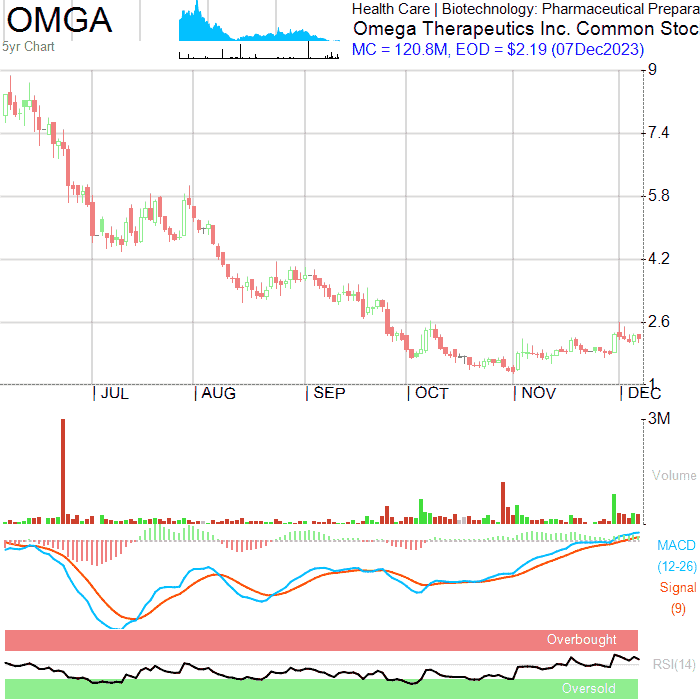 OMGA
5yr Chart
Health Care | Biotechnology: Pharmaceutical Prepara
Omega Therapeutics Inc. Common Stoc
MC = 120.8M, EOD = $2.19 (07Dec2023)
9
7.4
5.8
4.2
2.6
1
JUL AUG SEP OCT NOV DEC
3M
Volume
MACD
(12-26)
Signal
(9)
Overbought
RSI(14)
Oversold